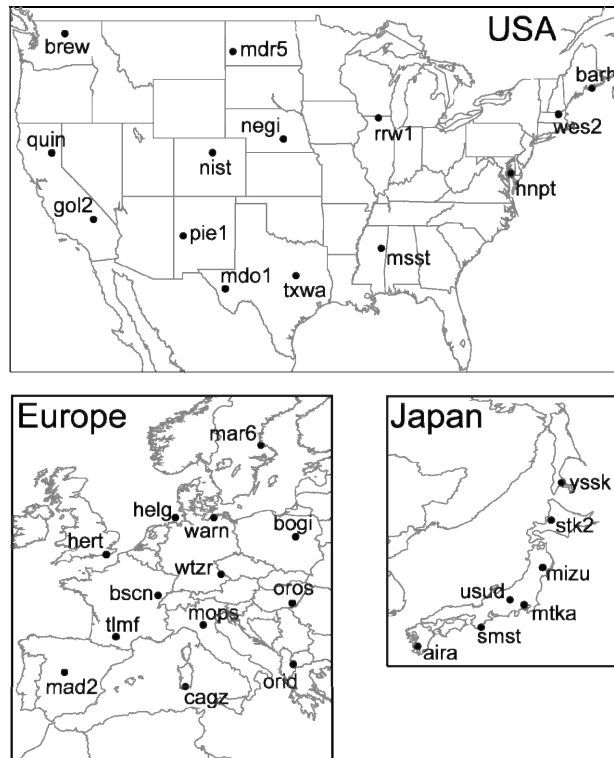 USA
brew
mdr5
barh
quin
negi
rrw1
wes2
nist
hnpt
gol2
pie1
msst
mdo1
txwa
Europe
mar6
helg
warn
bogi
hert
wtzr
bscn
oros
mops
tlmf
mad2
cagz
orid
Japan
yssk
stk2
mizu
usud
mtka
smst
aira